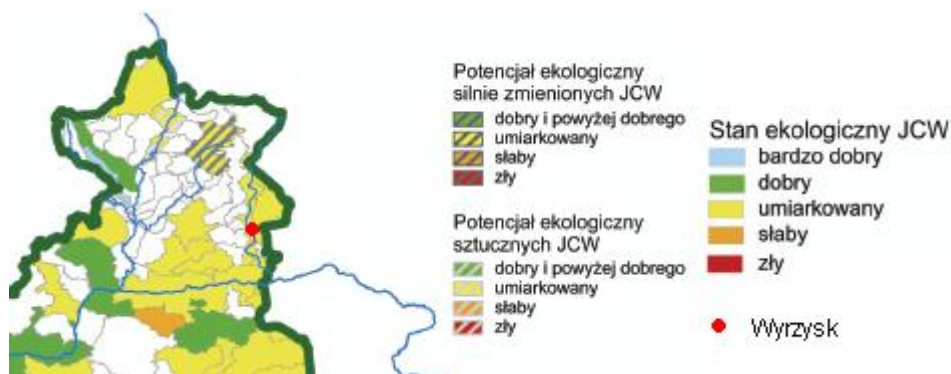 Potencjał ekologiczny
silnie zmienionych JCW
dobry i powyżej dobrego
umiarkowany
słaby
zły
Potencjał ekologiczny
sztucznych JCW
dobry i powyżej dobrego
umiarkowany
słaby
zły
Stan ekologiczny JCW
bardzo dobry
dobry
umiarkowany
słaby
zły
Wyrzysk